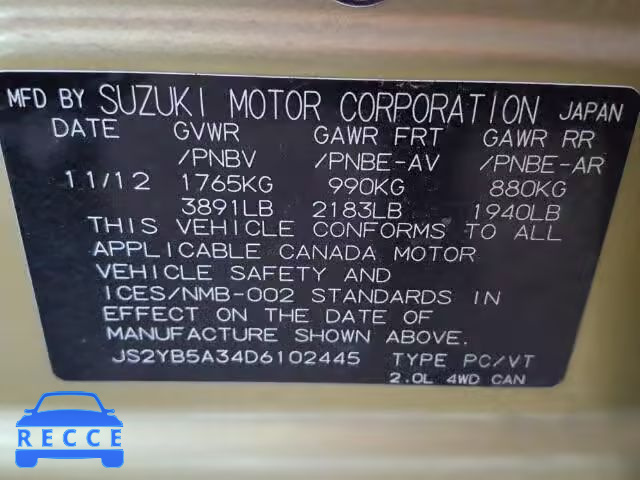 MFD BY SUZUKI MOTOR CORPORATION JAPAN
DATE GVWR GAWR FRT GAWR RR
/PNBV /PNBE-AV /PNBE-AR
11/12 1765KG 990KG 880KG
3891LB 2183LB 1940LB
THIS VEHICLE CONFORMS TO ALL
APPLICABLE CANADA MOTOR
VEHICLE SAFETY AND
ICES/NMB-002 STANDARDS IN
EFFECT ON THE DATE OF
MANUFACTURE SHOWN ABOVE.
JS2YB5A34D6102445 TYPE PC/VT
2.0L 4WD CAN
RECCE